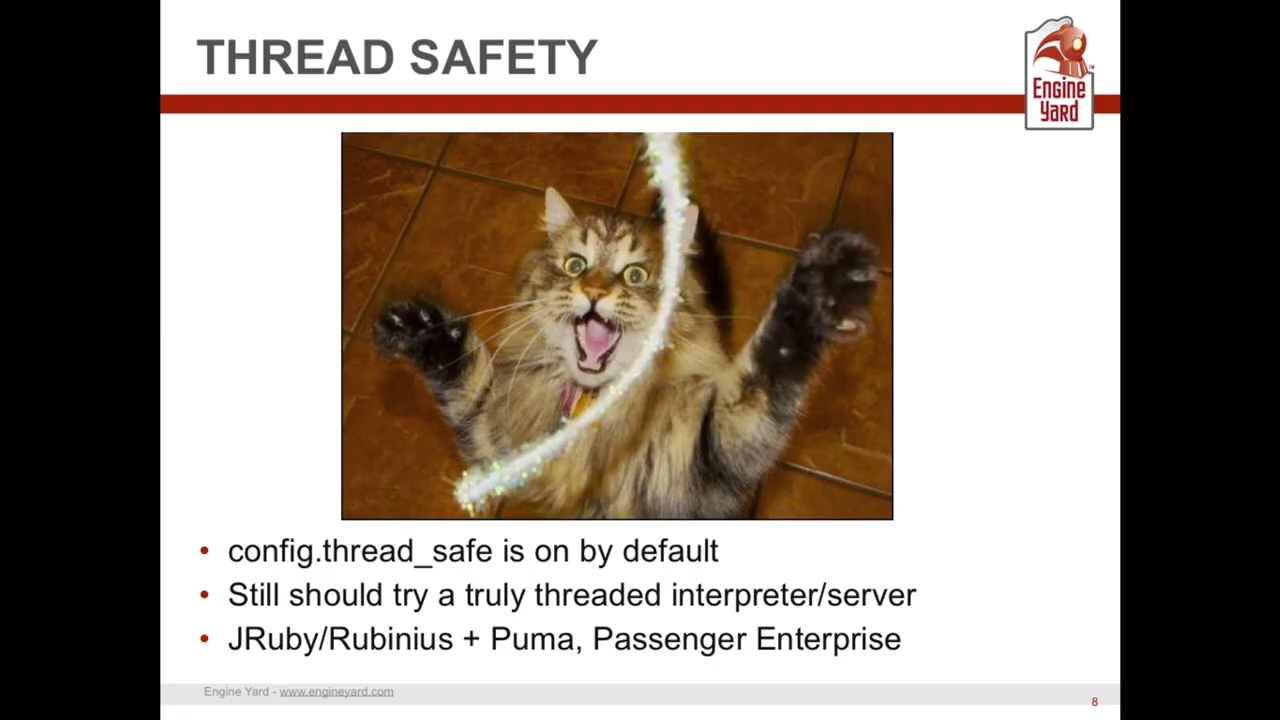 THREAD SAFETY
Engine
Yard
• config.thread_safe is on by default
• Still should try a truly threaded interpreter/server
• JRuby/Rubinius + Puma, Passenger Enterprise
Engine Yard - www.engineyard.com
8